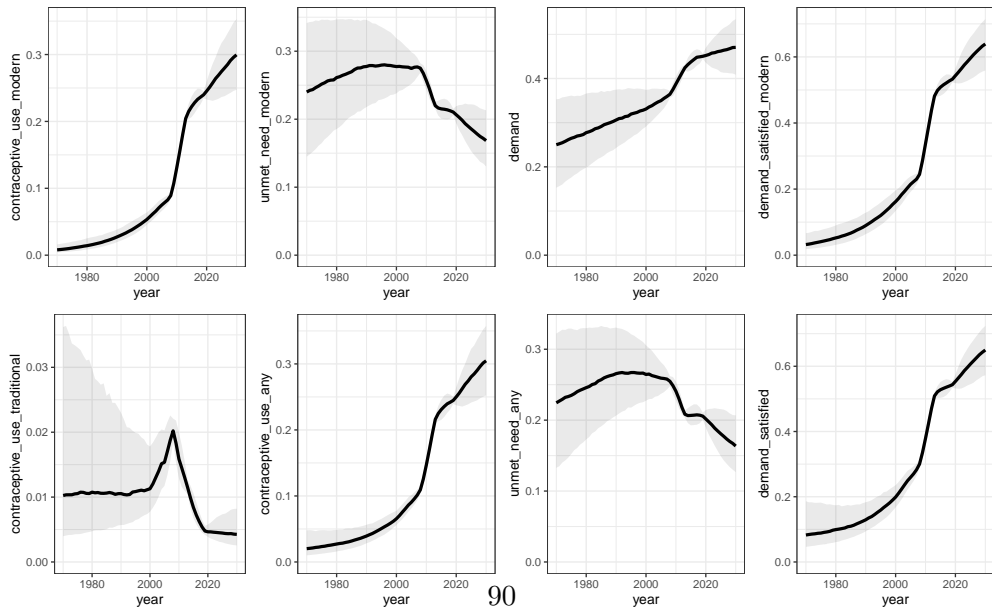 contraceptive_use_modern
0.3
0.2
0.1
0.0
1980 2000 2020
year
unmet_need_modern
0.3
0.2
0.1
0.0
1980 2000 2020
year
demand
0.4
0.2
0.0
1980 2000 2020
year
demand_satisfied_modern
0.6
0.4
0.2
0.0
1980 2000 2020
year
contraceptive_use_traditional
0.03
0.02
0.01
0.00
1980 2000 2020
year
contraceptive_use_any
0.3
0.2
0.1
0.0
1980 2000 2020
year
unmet_need_any
0.3
0.2
0.1
0.0
1980 2000 2020
year
demand_satisfied
0.6
0.4
0.2
0.0
1980 2000 2020
year
90